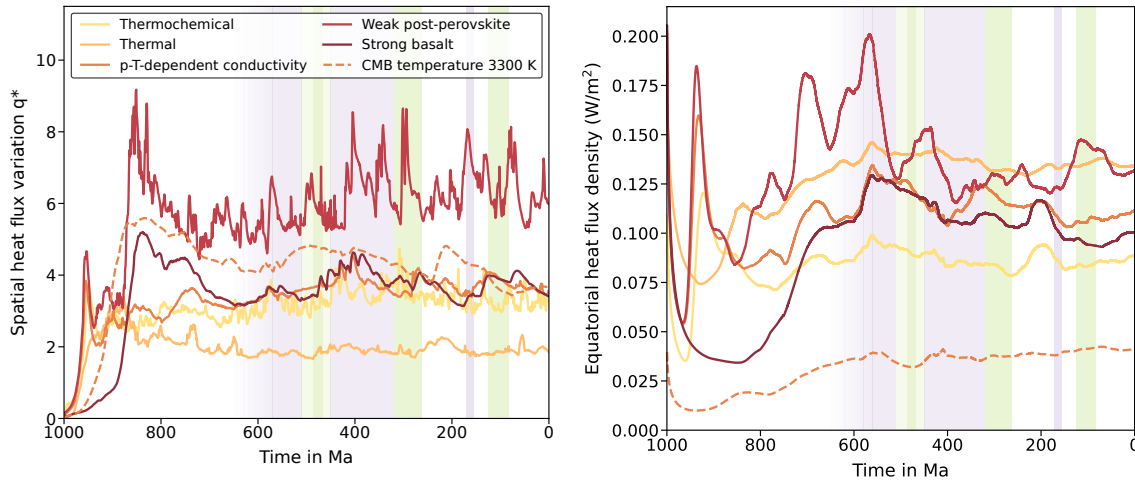 Thermochemical
Thermal
p-T-dependent conductivity
Weak post-perovskite
Strong basalt
CMB temperature 3300 K
Spatial heat flux variation q*
10
8
6
4
2
0
1000
800
600
400
200
0
Time in Ma
Equatorial heat flux density (W/m²)
0.200
0.175
0.150
0.125
0.100
0.075
0.050
0.025
0.000
1000
800
600
400
200
0
Time in Ma